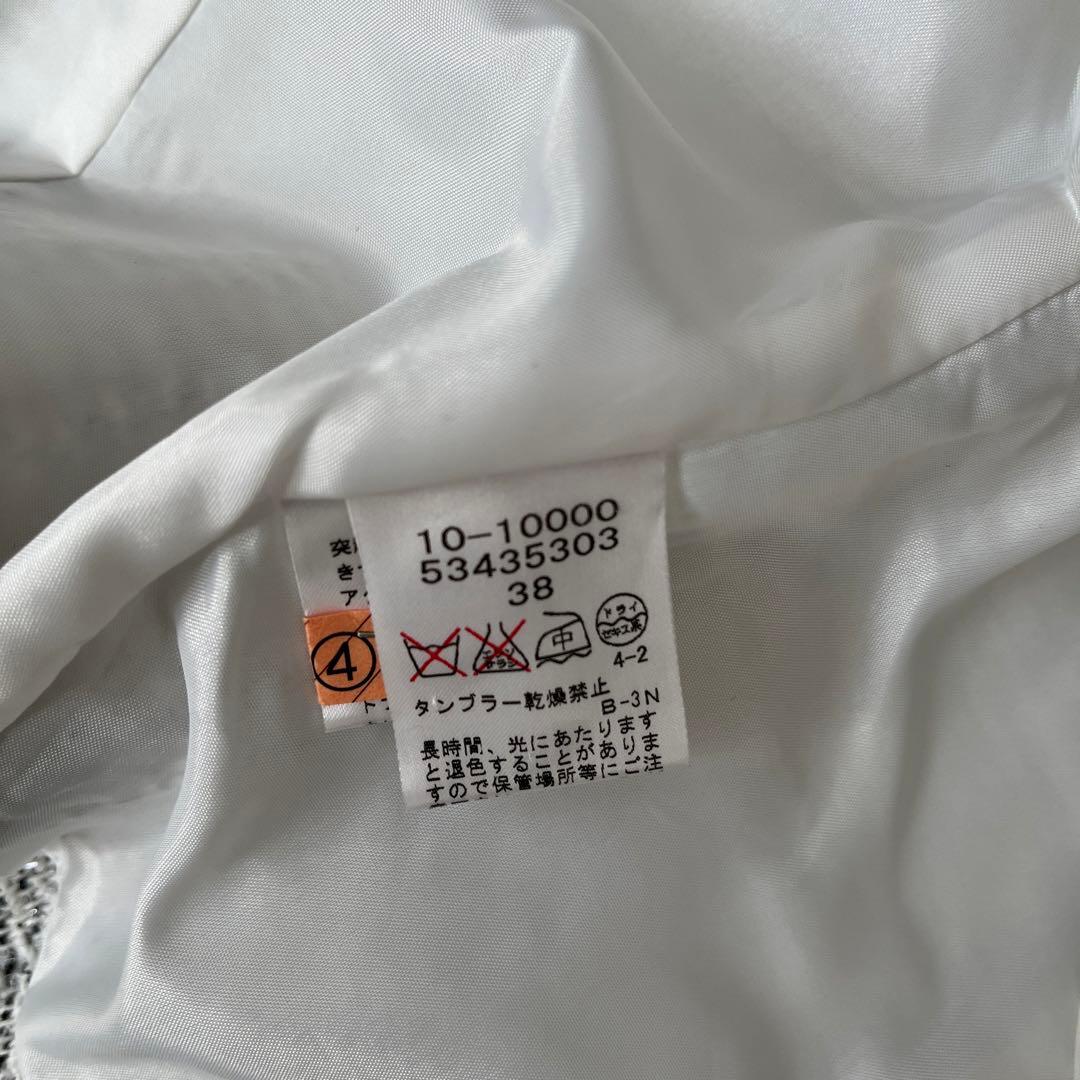 10-10000
53435303
38
中
ドライ
セキユ系
4-2
タンブラー乾燥禁止
B-3N
長時間、光にあたります
と退色することがありま
すので保管場所等にご注
突
き
ア
④